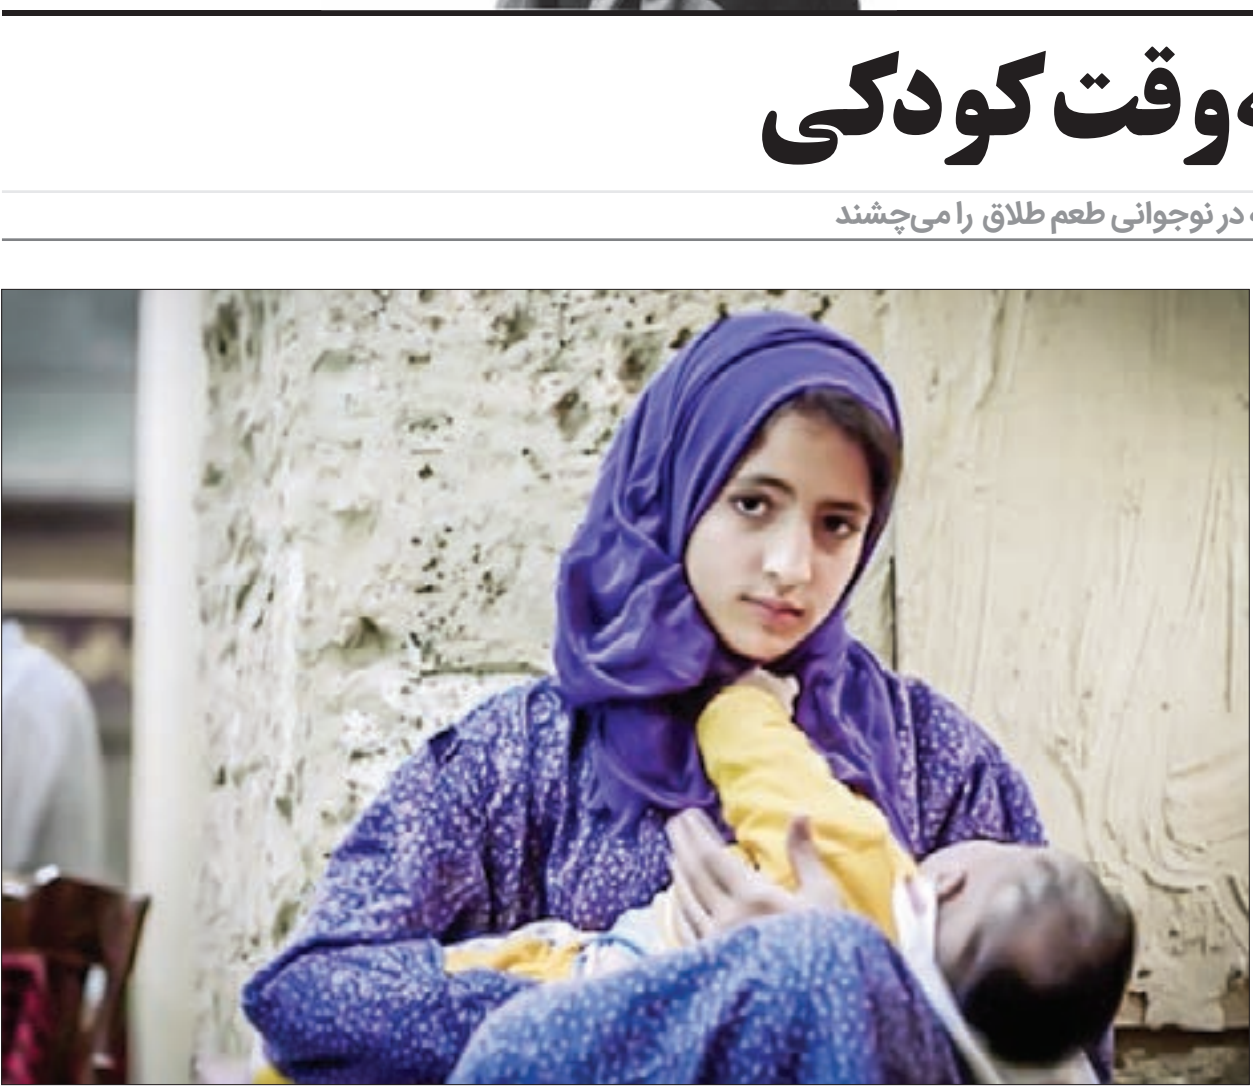 وقت کودکی
در نوجوانی طعم طلاق را می‌چشند